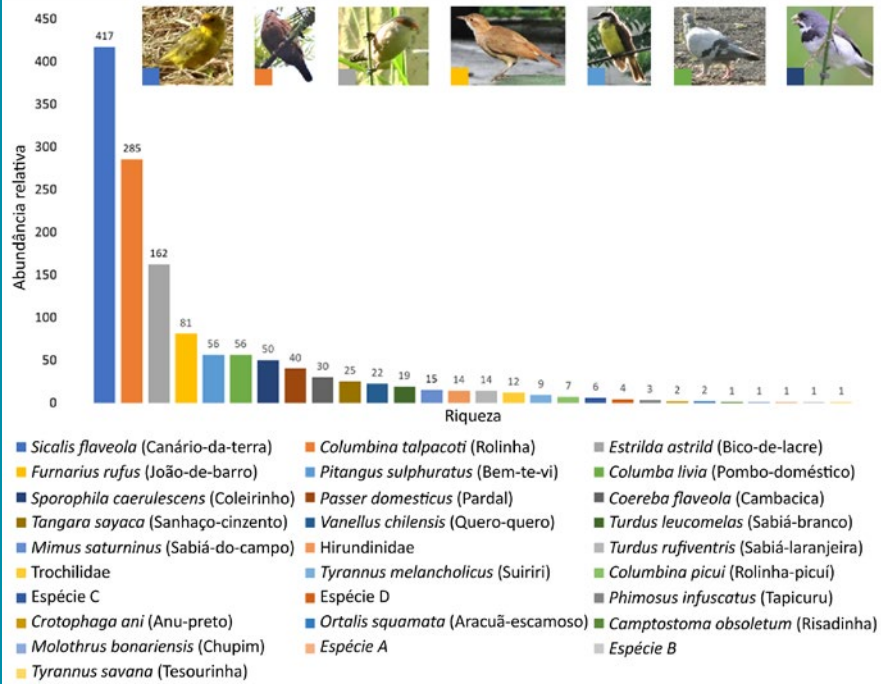 450
400
350
300
250
200
150
100
50
0
Abundância relativa
417
285
162
81
56
56
50
40
30
25
22
19
15
14
14
12
9
7
6
4
3
2
2
1
1
1
1
1
Riqueza
Sicalis flaveola (Canário-da-terra)
Columbina talpacoti (Rolinha)
Estrilda astrild (Bico-de-lacre)
Furnarius rufus (João-de-barro)
Pitangus sulphuratus (Bem-te-vi)
Columba livia (Pombo-doméstico)
Sporophila caerulescens (Coleirinho)
Passer domesticus (Pardal)
Coereba flaveola (Cambacica)
Tangara sayaca (Sanhaço-cinzento)
Vanellus chilensis (Quero-quero)
Turdus leucomelas (Sabiá-branco)
Mimus saturninus (Sabiá-do-campo)
Hirundinidae
Turdus rufiventris (Sabiá-laranjeira)
Trochilidae
Tyrannus melancholicus (Suiriri)
Columbina picui (Rolinha-picuí)
Espécie C
Espécie D
Phimosus infuscatus (Tapicuru)
Crotophaga ani (Anu-preto)
Ortalis squamata (Aracuã-escamoso)
Camptostoma obsoletum (Risadinha)
Molothrus bonariensis (Chupim)
Espécie A
Espécie B
Tyrannus savana (Tesourinha)